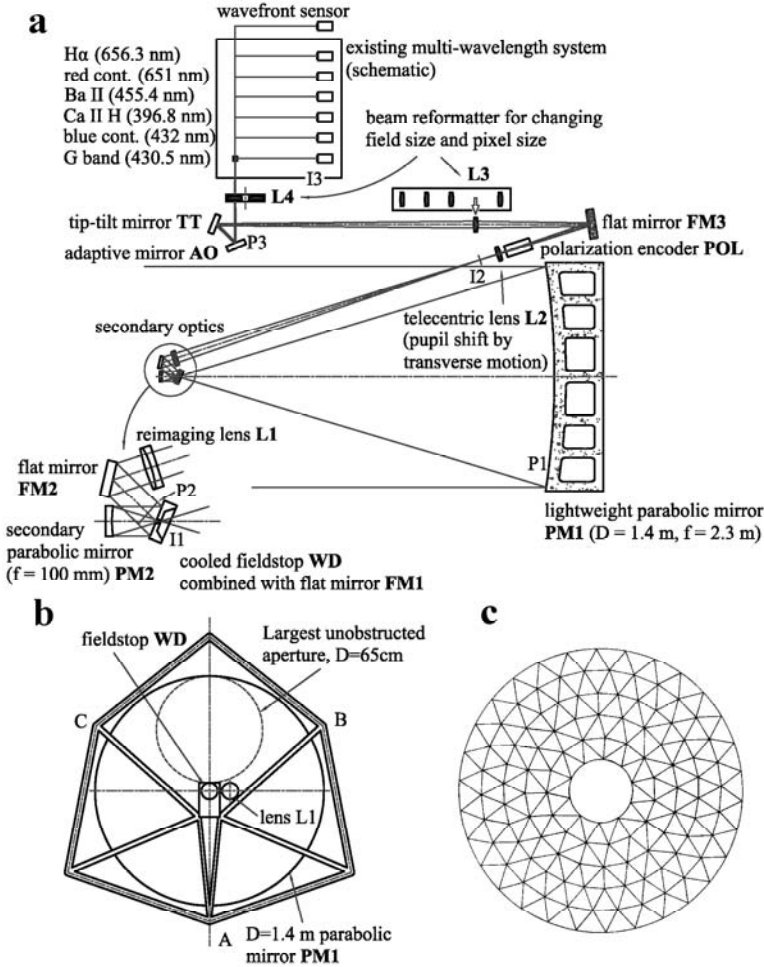 a
wavefront sensor
Hα (656.3 nm)
red cont. (651 nm)
Ba II (455.4 nm)
Ca II H (396.8 nm)
blue cont. (432 nm)
G band (430.5 nm)
existing multi-wavelength system
(schematic)
I3
beam reformatter for changing
field size and pixel size
L3
L4
tip-tilt mirror TT
P3
adaptive mirror AO
flat mirror FM3
polarization encoder POL
I2
telecentric lens L2
(pupil shift by
transverse motion)
secondary optics
P1
reimaging lens L1
flat mirror
FM2
P2
I1
secondary
parabolic mirror
(f = 100 mm) PM2
cooled fieldstop WD
combined with flat mirror FM1
lightweight parabolic mirror
PM1 (D = 1.4 m, f = 2.3 m)
b
fieldstop WD
Largest unobstructed
aperture, D=65cm
C
B
lens L1
A
D=1.4 m parabolic
mirror PM1
c